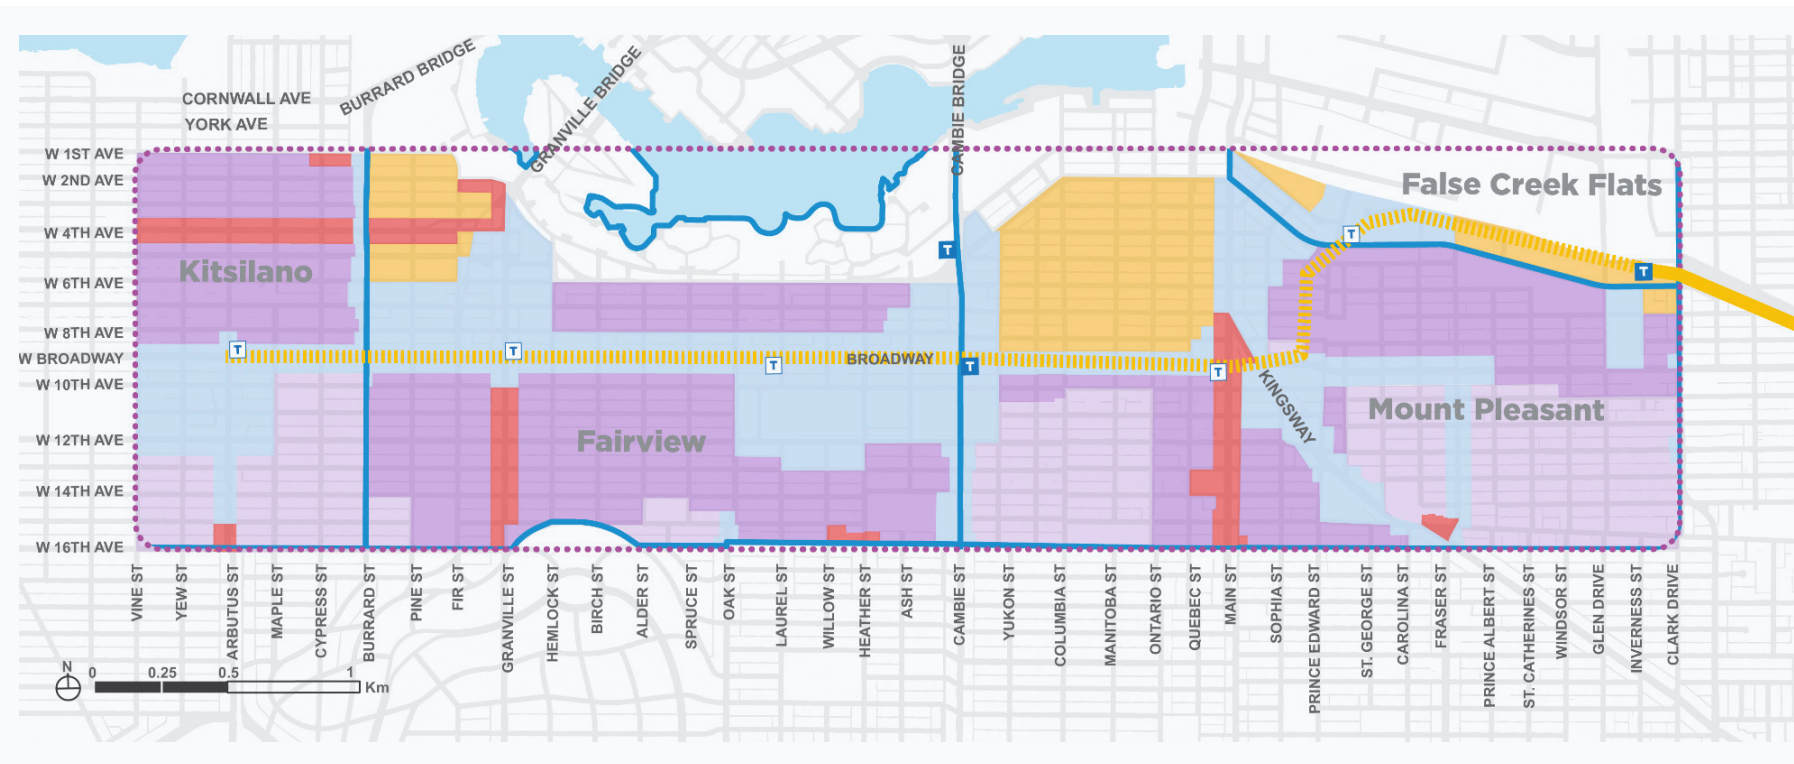 BURRARD BRIDGE
GRANVILLE BRIDGE
CAMBIE BRIDGE
CORNWALL AVE
YORK AVE
W 1ST AVE
W 2ND AVE
W 4TH AVE
W 6TH AVE
W 8TH AVE
W BROADWAY
W 10TH AVE
W 12TH AVE
W 14TH AVE
W 16TH AVE
False Creek Flats
Kitsilano
T
T
T
T
T
T
T
T
BROADWAY
KINGSWAY
Fairview
Mount Pleasant
VINE ST
YEW ST
ARBUTUS ST
MAPLE ST
CYPRESS ST
BURRARD ST
PINE ST
FIR ST
GRANVILLE ST
HEMLOCK ST
BIRCH ST
ALDER ST
SPRUCE ST
OAK ST
LAUREL ST
WILLOW ST
HEATHER ST
ASH ST
CAMBIE ST
YUKON ST
COLUMBIA ST
MANITOBA ST
ONTARIO ST
QUEBEC ST
MAIN ST
SOPHIA ST
PRINCE EDWARD ST
ST. GEORGE ST
CAROLINA ST
FRASER ST
PRINCE ALBERT ST
ST. CATHERINES ST
WINDSOR ST
GLEN DRIVE
INVERNESS ST
CLARK DRIVE
N
0 0.25 0.5 1
Km